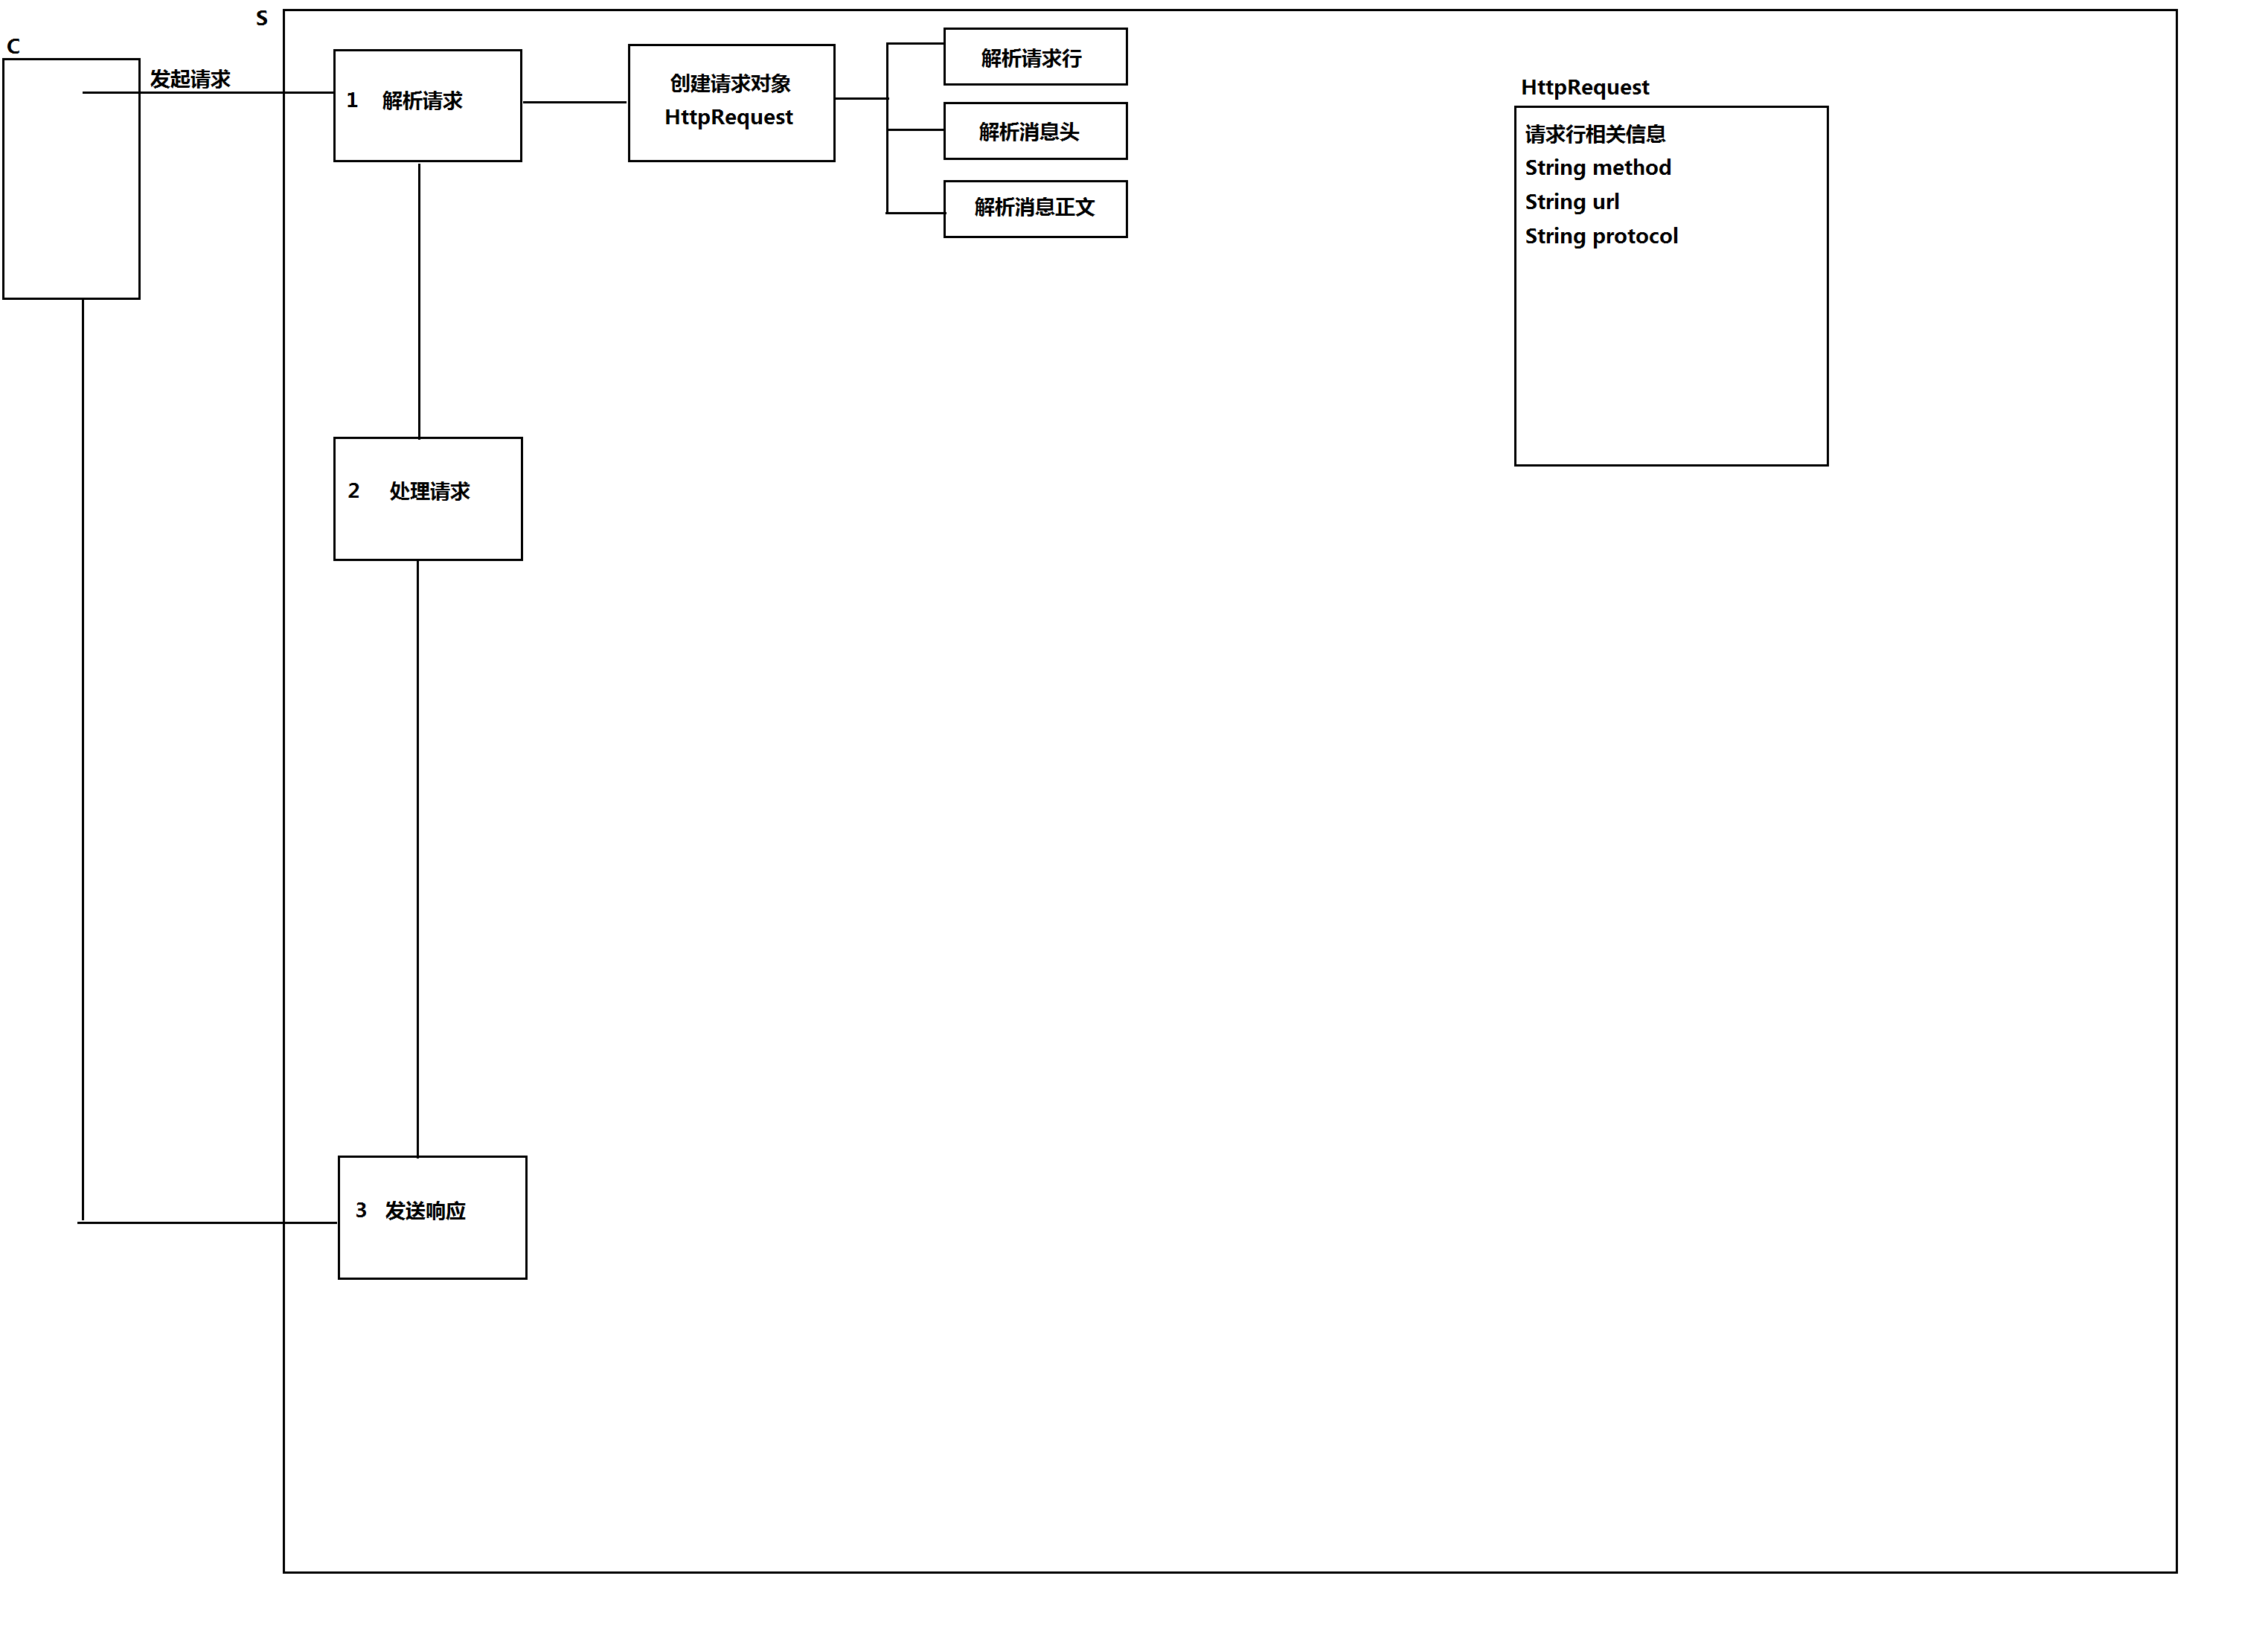 S
C
发起请求
1 解析请求
创建请求对象
HttpRequest
解析请求行
解析消息头
解析消息正文
HttpRequest
请求行相关信息
String method
String url
String protocol
2 处理请求
3 发送响应